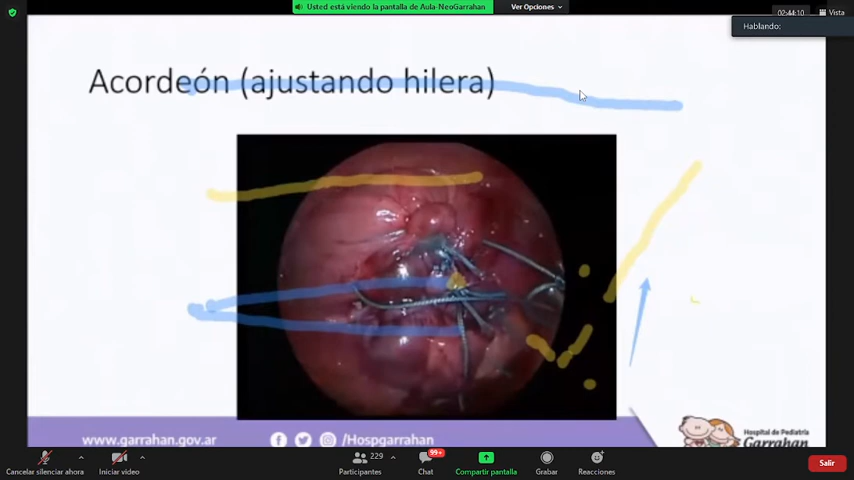 Usted está viendo la pantalla de Aula-NeoGarrahan
Ver Opciones
02:44:10
Vista
Hablando:
Acordeón (ajustando hilera)
www.garrahan.gov.ar
/Hospgarrahan
Hospital de Pediatría
Garrahan
Cancelar silenciar ahora
Iniciar video
Participantes
229
Chat
99+
Compartir pantalla
Grabar
Reacciones
Salir